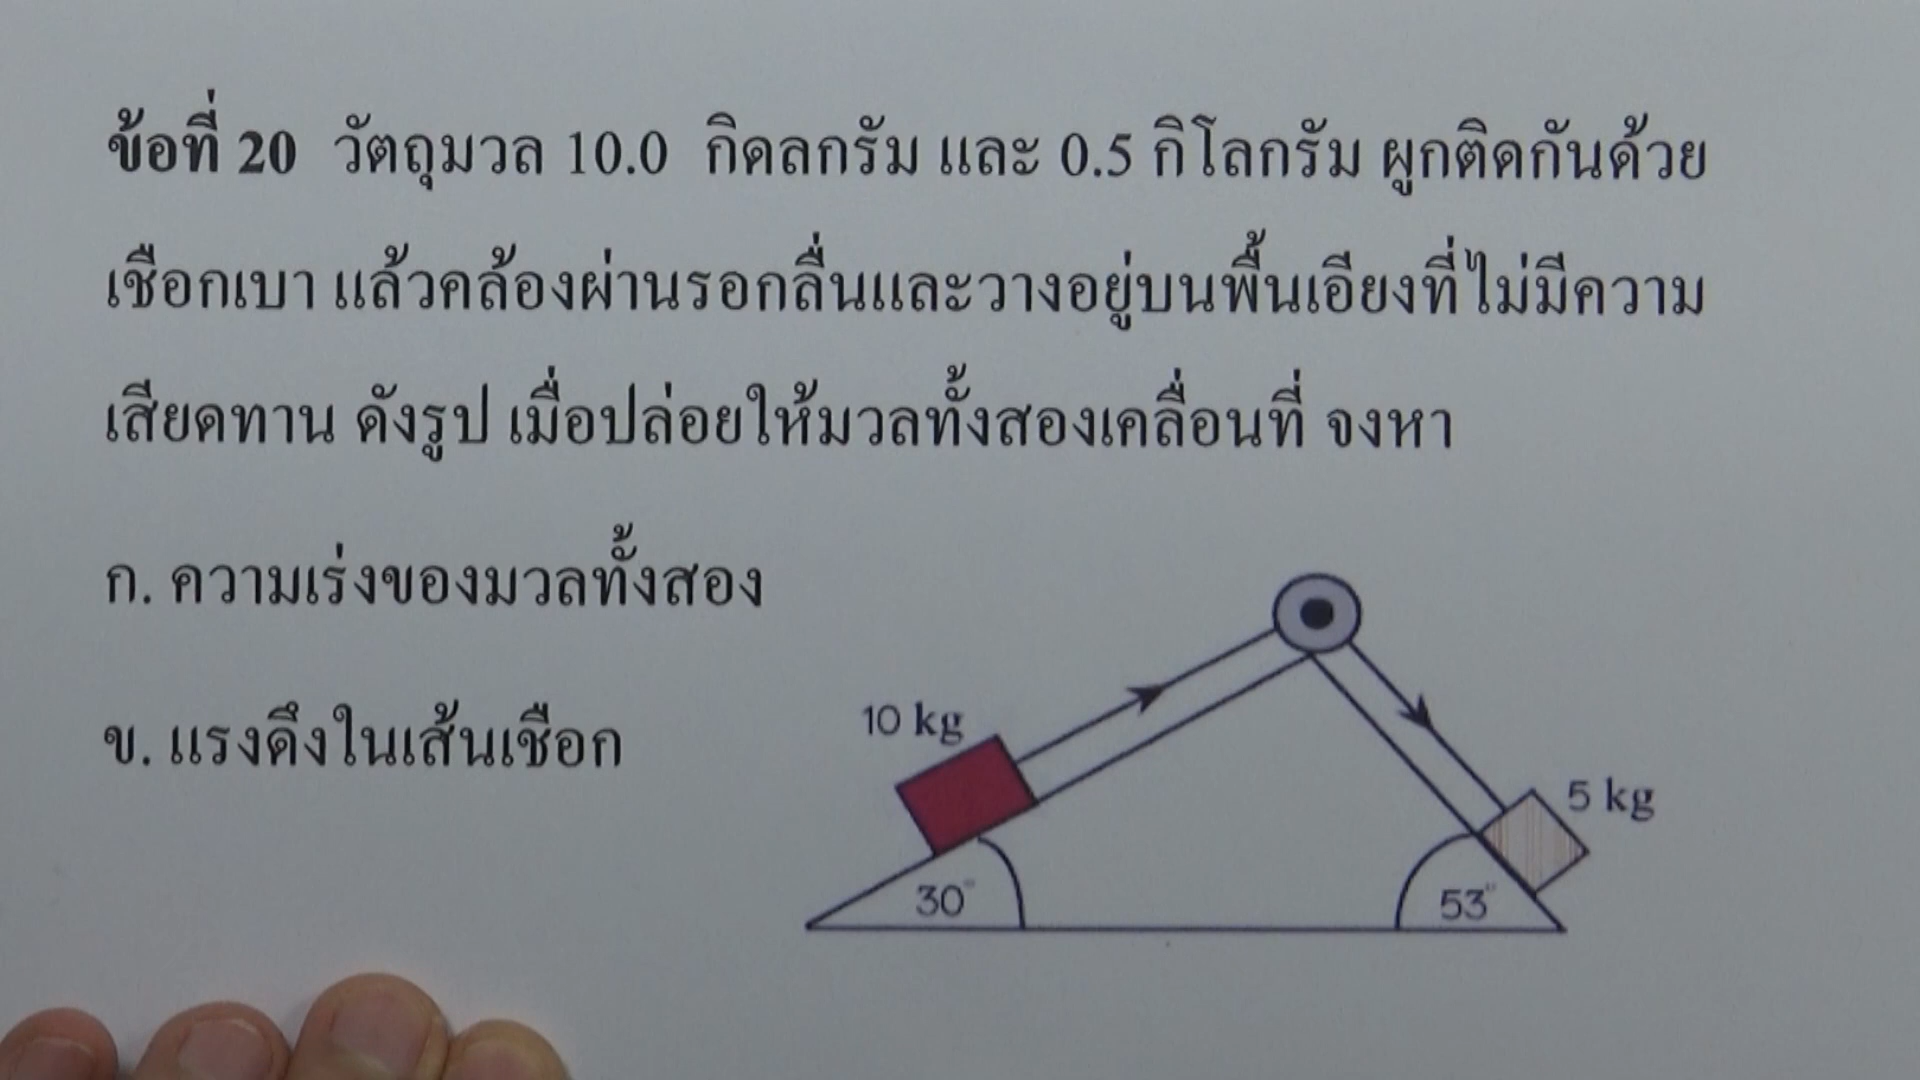 ข้อที่ 20 วัตถุมวล 10.0 กิดลกรัม และ 0.5 กิโลกรัม ผูกติดกันด้วย
เชือกเบา แล้วคล้องผ่านรอกลื่นและวางอยู่บนพื้นเอียงที่ไม่มีความ
เสียดทาน ดังรูป เมื่อปล่อยให้มวลทั้งสองเคลื่อนที่ จงหา
ก. ความเร่งของมวลทั้งสอง
ข. แรงดึงในเส้นเชือก
10 kg
5 kg
30°
53°